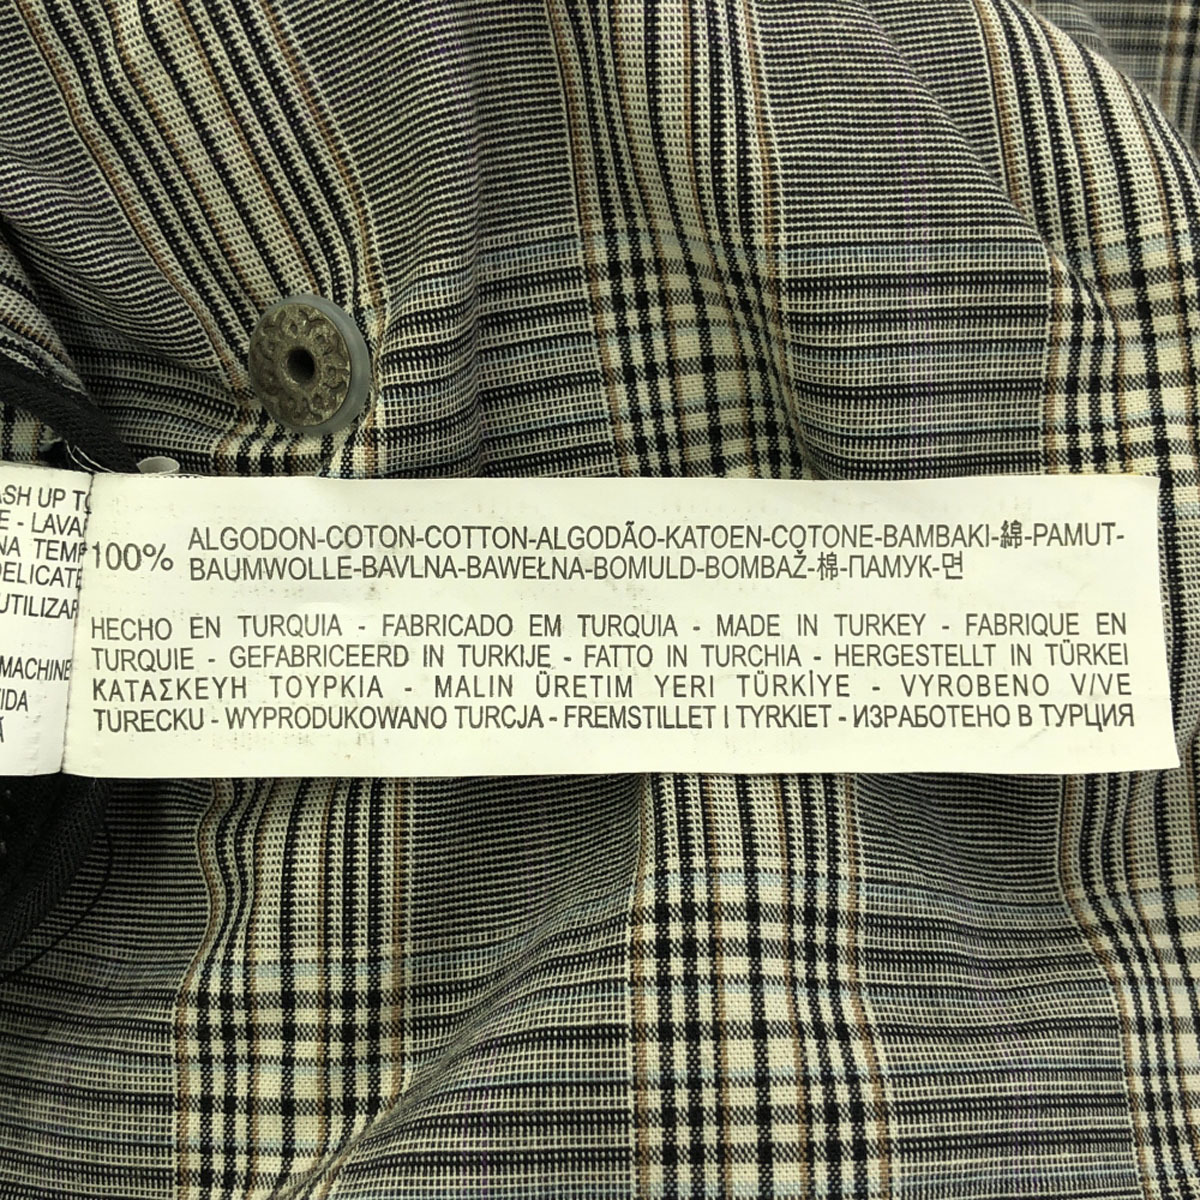 ASH UP TO
E - LAVA
NA TEMP
DELICATE
UTILIZAR
MACHINE
VIDA
100% ALGODON-COTON-COTTON-ALGODÃO-KATOEN-COTONE-BAMBAKI-綿-PAMUT-
BAUMWOLLE-BAVLNA-BAWEŁNA-BOMULD-BOMBAŽ-棉-ПАМУК-면
HECHO EN TURQUIA - FABRICADO EM TURQUIA - MADE IN TURKEY - FABRIQUE EN
TURQUIE - GEFABRICEERD IN TURKIJE - FATTO IN TURCHIA - HERGESTELLT IN TÜRKEI
ΚΑΤΑΣΚΕΥΗ ΤΟΥΡΚΙΑ - MALIN ÜRETIM YERI TÜRKİYE - VYROBENO V/VE
TURECKU - WYPRODUKOWANO TURCJA - FREMSTILLET I TYRKIET - ИЗРАБОТЕНО В ТУРЦИЯ